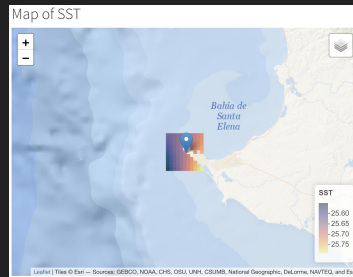 Map of SST
+
−
Bahía de
Santa
Elena
SST
25.60
25.65
25.70
25.75
Leaflet | Tiles © Esri — Sources: GEBCO, NOAA, CHS, OSU, UNH, CSUMB, National Geographic, DeLorme, NAVTEQ, and Es